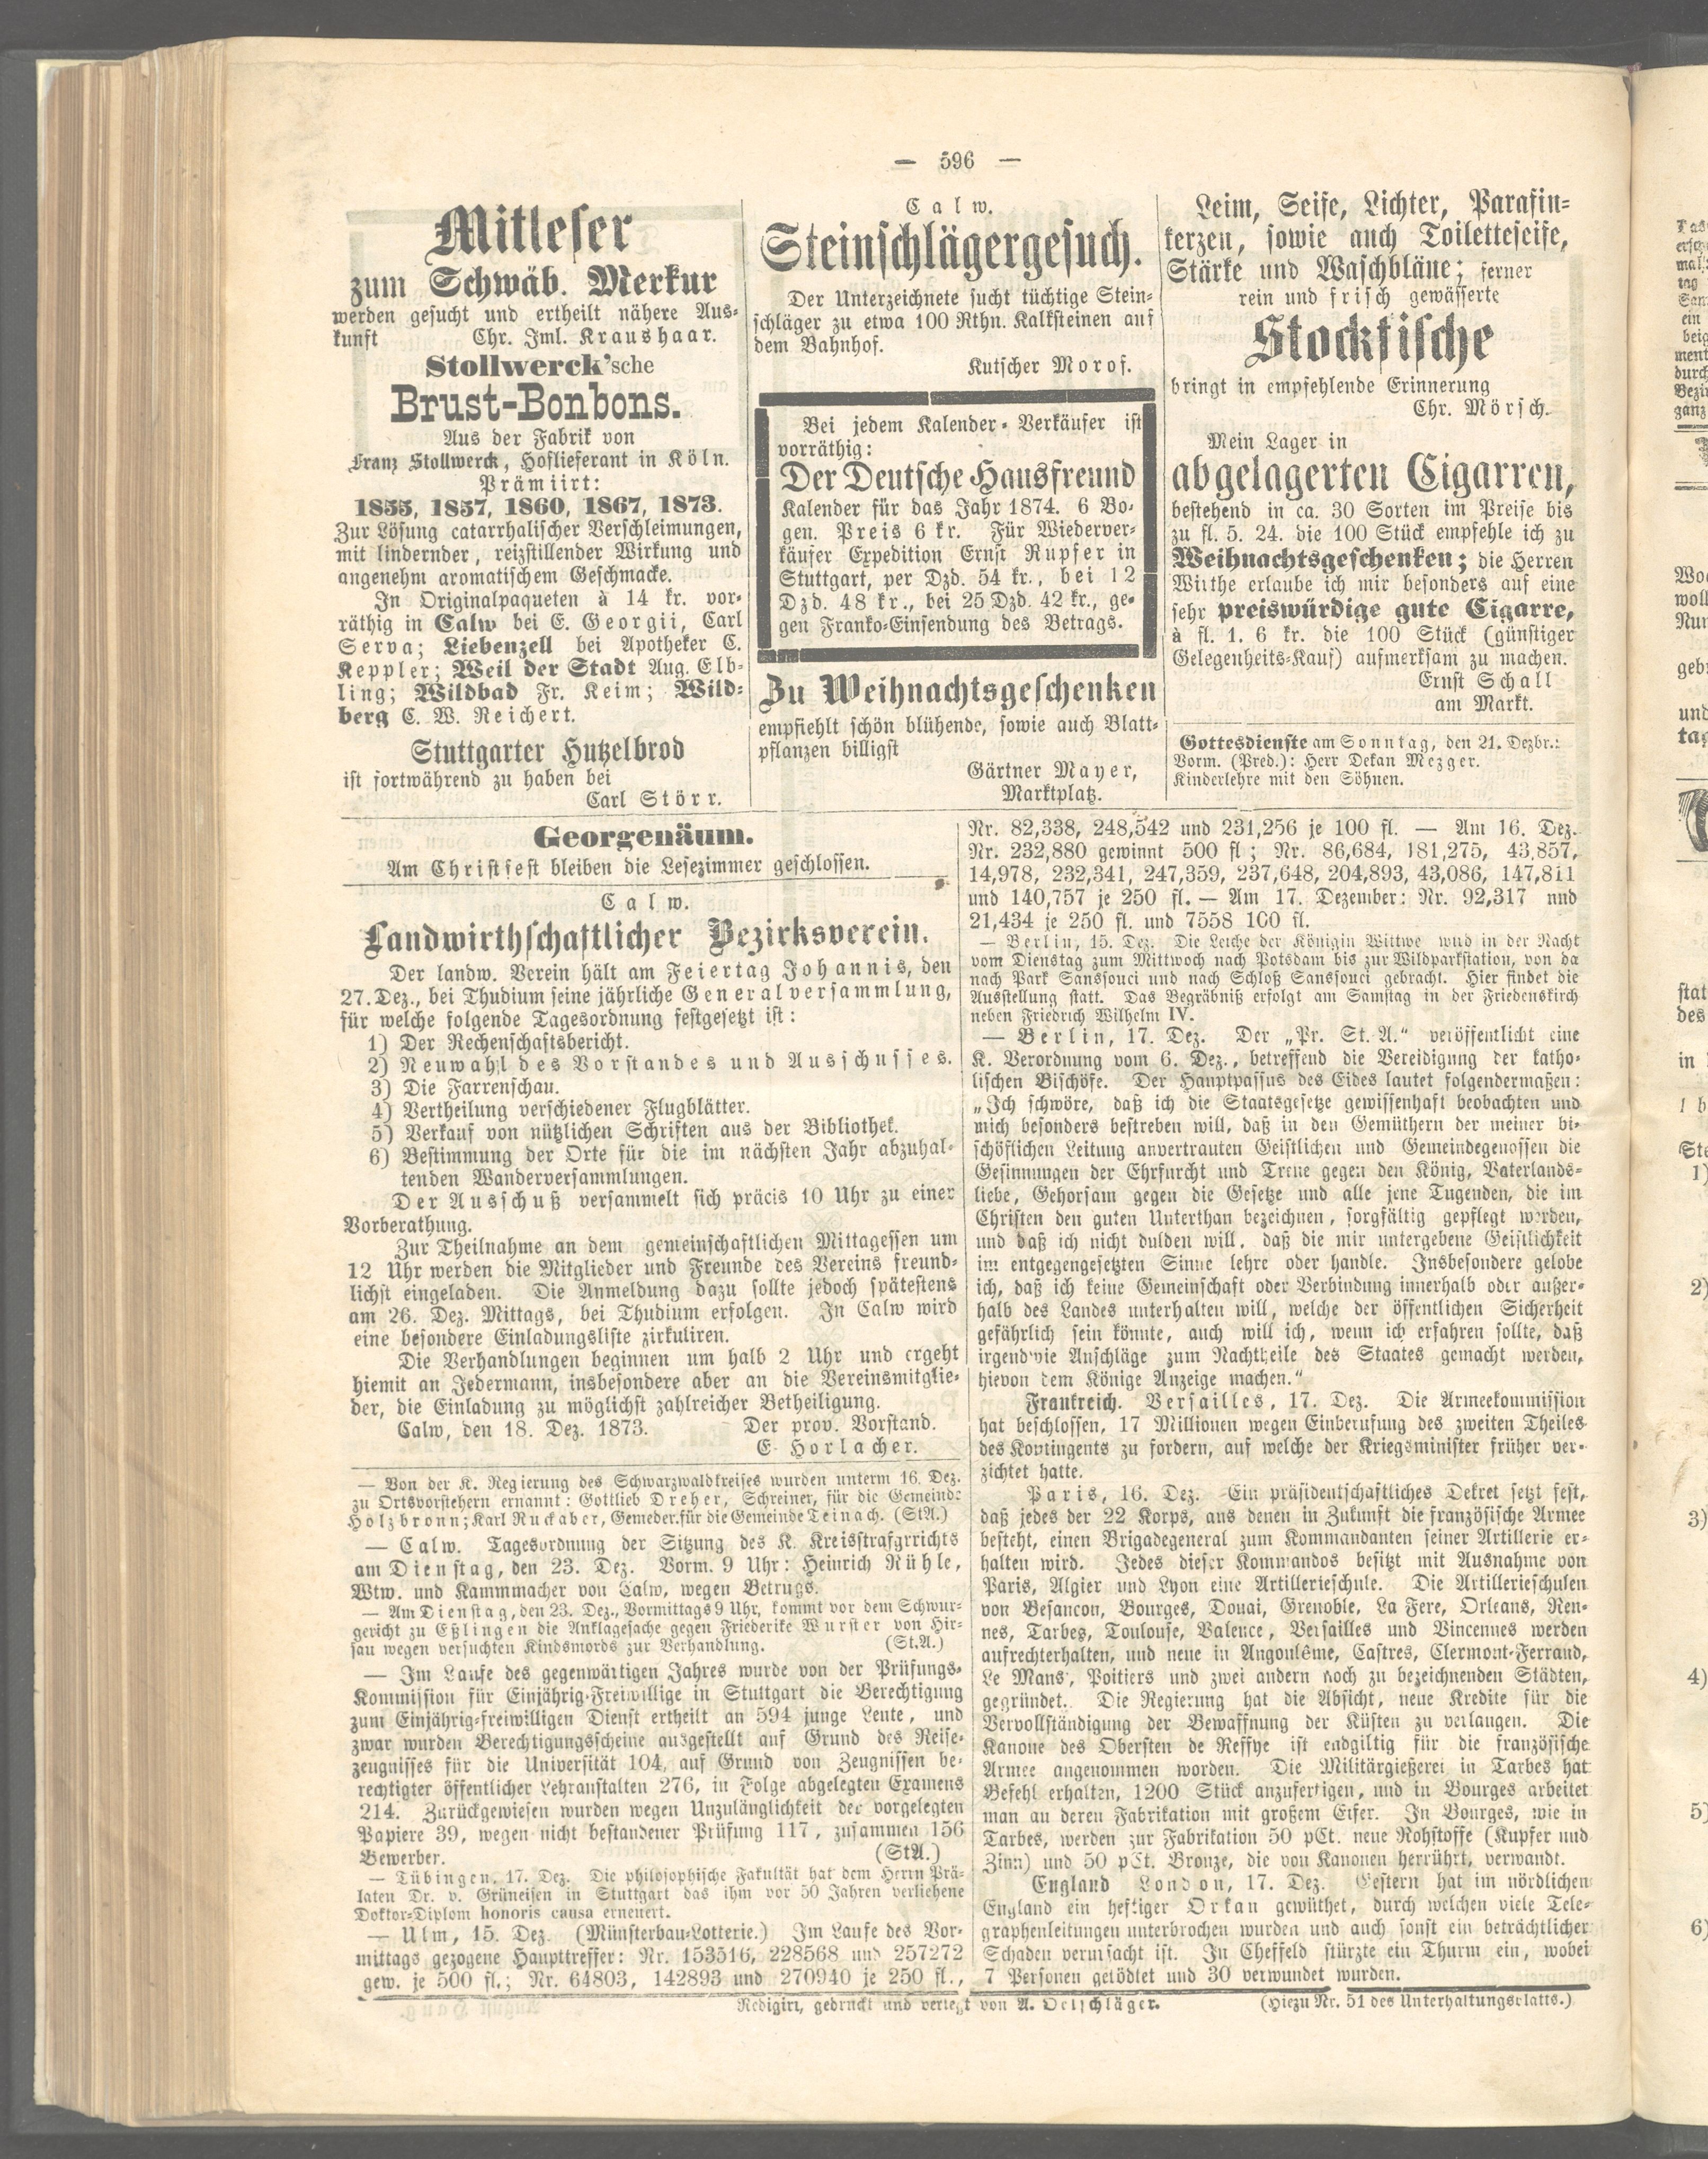 — 596 —
Mitleser
zum Schwäb. Merkur
werden gesucht und ertheilt nähere Aus-
kunft Chr. Iml. Kraushaar.
Stollwerck'sche
Brust-Bonbons.
Aus der Fabrik von
Franz Stollwerck, Hoflieferant in Köln.
Prämiirt:
1855, 1857, 1860, 1867, 1873.
Zur Lösung catarrhalischer Verschleimungen,
mit lindernder, reizstillender Wirkung und
angenehm aromatischem Geschmacke.
In Originalpaqueten à 14 kr. vor-
räthig in Calw bei E. Georgii, Carl
Serva; Liebenzell bei Apotheker C.
Keppler; Weil der Stadt Aug. Elb-
ling; Wildbad Fr. Keim; Wild-
berg C. W. Reichert.
Stuttgarter Hutzelbrod
ist fortwährend zu haben bei
Carl Störr.
Calw.
Steinschlägergesuch.
Der Unterzeichnete sucht tüchtige Stein-
schläger zu etwa 100 Rthn. Kalksteinen auf
dem Bahnhof.
Kutscher Morof.
Bei jedem Kalender-Verkäufer ist
vorräthig:
Der Deutsche Hausfreund
Kalender für das Jahr 1874. 6 Bo-
gen. Preis 6 kr. Für Wiederver-
käufer Expedition Ernst Rupfer in
Stuttgart, per Dzd. 54 kr., bei 12
Dzd. 48 kr., bei 25 Dzd. 42 kr., ge-
gen Franko-Einsendung des Betrags.
Zu Weihnachtsgeschenken
empfiehlt schön blühende, sowie auch Blatt-
pflanzen billigst
Gärtner Mayer,
Marktplatz.
Leim, Seife, Lichter, Parafin-
kerzen, sowie auch Toiletteseife,
Stärke und Waschbläue; ferner
rein und frisch gewässerte
Stockfische
bringt in empfehlende Erinnerung
Chr. Mörsch.
Mein Lager in
abgelagerten Cigarren,
bestehend in ca. 30 Sorten im Preise bis
zu fl. 5. 24. die 100 Stück empfehle ich zu
Weihnachtsgeschenken; die Herren
Wirthe erlaube ich mir besonders auf eine
sehr preiswürdige gute Cigarre,
à fl. 1. 6 kr. die 100 Stück (günstiger
Gelegenheits-Kauf) aufmerksam zu machen.
Ernst Schall
am Markt.
Gottesdienste am Sonntag, den 21. Dezbr.:
Vorm. (Pred.): Herr Dekan Mezger.
Kinderlehre mit den Söhnen.
Georgenäum.
Am Christfest bleiben die Lesezimmer geschlossen.
Calw.
Landwirthschaftlicher Bezirksverein.
Der landw. Verein hält am Feiertag Johannis, den
27. Dez., bei Thudium seine jährliche Generalversammlung,
für welche folgende Tagesordnung festgesetzt ist:
1) Der Rechenschaftsbericht.
2) Neuwahl des Vorstandes und Ausschusses.
3) Die Farrenschau.
4) Vertheilung verschiedener Flugblätter.
5) Verkauf von nützlichen Schriften aus der Bibliothek.
6) Bestimmung der Orte für die im nächsten Jahr abzuhal-
tenden Wanderversammlungen.
Der Ausschuß versammelt sich präcis 10 Uhr zu einer
Vorberathung.
Zur Theilnahme an dem gemeinschaftlichen Mittagessen um
12 Uhr werden die Mitglieder und Freunde des Vereins freund-
lichst eingeladen. Die Anmeldung dazu sollte jedoch spätestens
am 26. Dez. Mittags, bei Thudium erfolgen. In Calw wird
eine besondere Einladungsliste zirkuliren.
Die Verhandlungen beginnen um halb 2 Uhr und ergeht
hiemit an Jedermann, insbesondere aber an die Vereinsmitglie-
der, die Einladung zu möglichst zahlreicher Betheiligung.
Calw, den 18. Dez. 1873. Der prov. Vorstand.
E. Horlacher.
— Von der K. Regierung des Schwarzwaldkreises wurden unterm 16. Dez.
zu Ortsvorstehern ernannt: Gottlieb Dreher, Schreiner, für die Gemeinde
Holzbronn; Karl Ruckaber, Gemeder. für die Gemeinde Teinach. (StA.)
— Calw. Tagesordnung der Sitzung des K. Kreisstrafgerichts
am Dienstag, den 23. Dez. Vorm. 9 Uhr: Heinrich Rühle,
Wtw. und Kammmacher von Calw, wegen Betrugs.
— Am Dienstag, den 23. Dez., Vormittags 9 Uhr, kommt vor dem Schwur-
gericht zu Eßlingen die Anklagesache gegen Friederike Wurster von Hir-
sau wegen versuchten Kindsmords zur Verhandlung. (St.A.)
— Im Laufe des gegenwärtigen Jahres wurde von der Prüfungs-
Kommission für Einjährig-Freiwillige in Stuttgart die Berechtigung
zum Einjährig-freiwilligen Dienst ertheilt an 594 junge Leute, und
zwar wurden Berechtigungsscheine ausgestellt auf Grund des Reife-
zeugnisses für die Universität 104, auf Grund von Zeugnissen be-
rechtigter öffentlicher Lehranstalten 276, in Folge abgelegten Examens
214. Zurückgewiesen wurden wegen Unzulänglichkeit der vorgelegten
Papiere 39, wegen nicht bestandener Prüfung 117, zusammen 156
Bewerber. (StA.)
— Tübingen, 17. Dez. Die philosophische Fakultät hat dem Herrn Prä-
laten Dr. v. Grüneisen in Stuttgart das ihm vor 50 Jahren verliehene
Doktor-Diplom honoris causa erneuert.
— Ulm, 15. Dez. (Münsterbau-Lotterie.) Im Laufe des Vor-
mittags gezogene Haupttreffer: Nr. 153516, 228568 und 257272
gew. je 500 fl.; Nr. 64803, 142893 und 270940 je 250 fl.,
Nr. 82,338, 248,542 und 231,256 je 100 fl. — Am 16. Dez.
Nr. 232,880 gewinnt 500 fl; Nr. 86,684, 181,275, 43,857,
14,978, 232,341, 247,359, 237,648, 204,893, 43,086, 147,811
und 140,757 je 250 fl. — Am 17. Dezember: Nr. 92,317 und
21,434 je 250 fl. und 7558 100 fl.
— Berlin, 15. Dez. Die Leiche der Königin Wittwe wird in der Nacht
vom Dienstag zum Mittwoch nach Potsdam bis zur Wildparkstation, von da
nach Park Sanssouci und nach Schloß Sanssouci gebracht. Hier findet die
Ausstellung statt. Das Begräbniß erfolgt am Samstag in der Friedenskirch
neben Friedrich Wilhelm IV.
— Berlin, 17. Dez. Der „Pr. St.A.“ veröffentlicht eine
K. Verordnung vom 6. Dez., betreffend die Vereidigung der katho-
lischen Bischöfe. Der Hauptpassus des Eides lautet folgendermaßen:
„Ich schwöre, daß ich die Staatsgesetze gewissenhaft beobachten und
mich besonders bestreben will, daß in den Gemüthern der meiner bi-
schöflichen Leitung anvertrauten Geistlichen und Gemeindegenossen die
Gesinnungen der Ehrfurcht und Treue gegen den König, Vaterlands-
liebe, Gehorsam gegen die Gesetze und alle jene Tugenden, die im
Christen den guten Unterthan bezeichnen, sorgfältig gepflegt werden,
und daß ich nicht dulden will, daß die mir untergebene Geistlichkeit
im entgegengesetzten Sinne lehre oder handle. Insbesondere gelobe
ich, daß ich keine Gemeinschaft oder Verbindung innerhalb oder außer-
halb des Landes unterhalten will, welche der öffentlichen Sicherheit
gefährlich sein könnte, auch will ich, wenn ich erfahren sollte, daß
irgendwie Anschläge zum Nachtheile des Staates gemacht werden,
hievon dem Könige Anzeige machen.“
Frankreich. Versailles, 17. Dez. Die Armeekommission
hat beschlossen, 17 Millionen wegen Einberufung des zweiten Theiles
des Kontingents zu fordern, auf welche der Kriegsminister früher ver-
zichtet hatte.
Paris, 16. Dez. Ein präsidentschaftliches Dekret setzt fest,
daß jedes der 22 Korps, aus denen in Zukunft die französische Armee
besteht, einen Brigadegeneral zum Kommandanten seiner Artillerie er-
halten wird. Jedes dieser Kommandos besitzt mit Ausnahme von
Paris, Algier und Lyon eine Artillerieschule. Die Artillerieschulen
von Besancon, Bourges, Douai, Grenoble, La Fere, Orleans, Ren-
nes, Tarbes, Toulouse, Valence, Versailles und Vincennes werden
aufrechterhalten, und neue in Angoulême, Castres, Clermont-Ferrand,
Le Mans, Poitiers und zwei andern noch zu bezeichnenden Städten,
gegründet. Die Regierung hat die Absicht, neue Kredite für die
Vervollständigung der Bewaffnung der Küsten zu verlangen. Die
Kanone des Obersten de Reffye ist endgiltig für die französische
Armee angenommen worden. Die Militärgießerei in Tarbes hat
Befehl erhalten, 1200 Stück anzufertigen, und in Bourges arbeitet
man an deren Fabrikation mit großem Eifer. In Bourges, wie in
Tarbes, werden zur Fabrikation 50 pCt. neue Rohstoffe (Kupfer und
Zinn) und 50 pCt. Bronze, die von Kanonen herrührt, verwandt.
England London, 17. Dez. Gestern hat im nördlichen
England ein heftiger Orkan gewüthet, durch welchen viele Tele-
graphenleitungen unterbrochen wurden und auch sonst ein beträchtlicher
Schaden verursacht ist. In Cheffeld stürzte ein Thurm ein, wobei
7 Personen getödtet und 30 verwundet wurden.
Redigirt, gedruckt und verlegt von A. Oelschläger. (Hiezu Nr. 51 des Unterhaltungsblatts.)